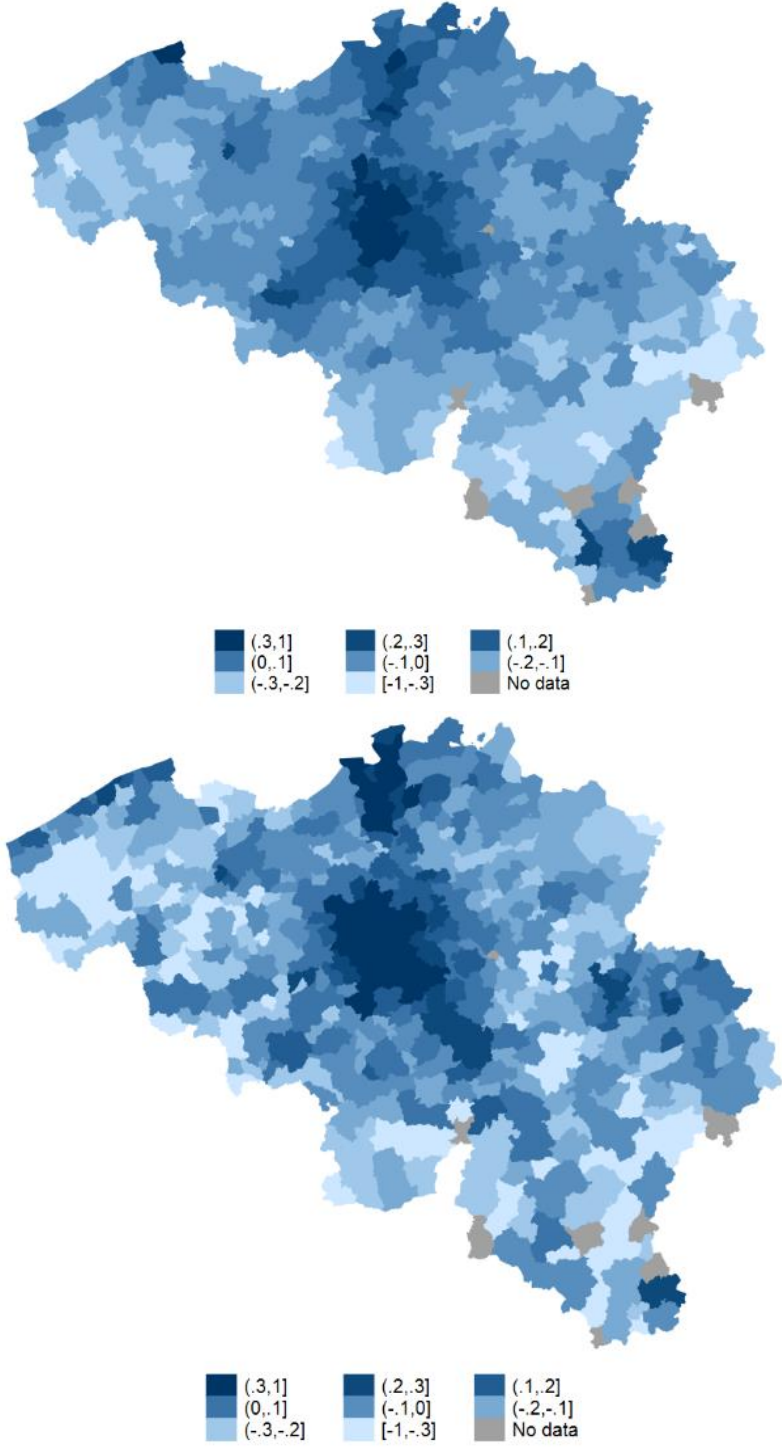 (.3,1] (.2,.3] (.1,.2]
(0,.1] (-.1,0] (-.2,-.1]
(-.3,-.2] [-1,-.3] No data
(.3,1] (.2,.3] (.1,.2]
(0,.1] (-.1,0] (-.2,-.1]
(-.3,-.2] [-1,-.3] No data